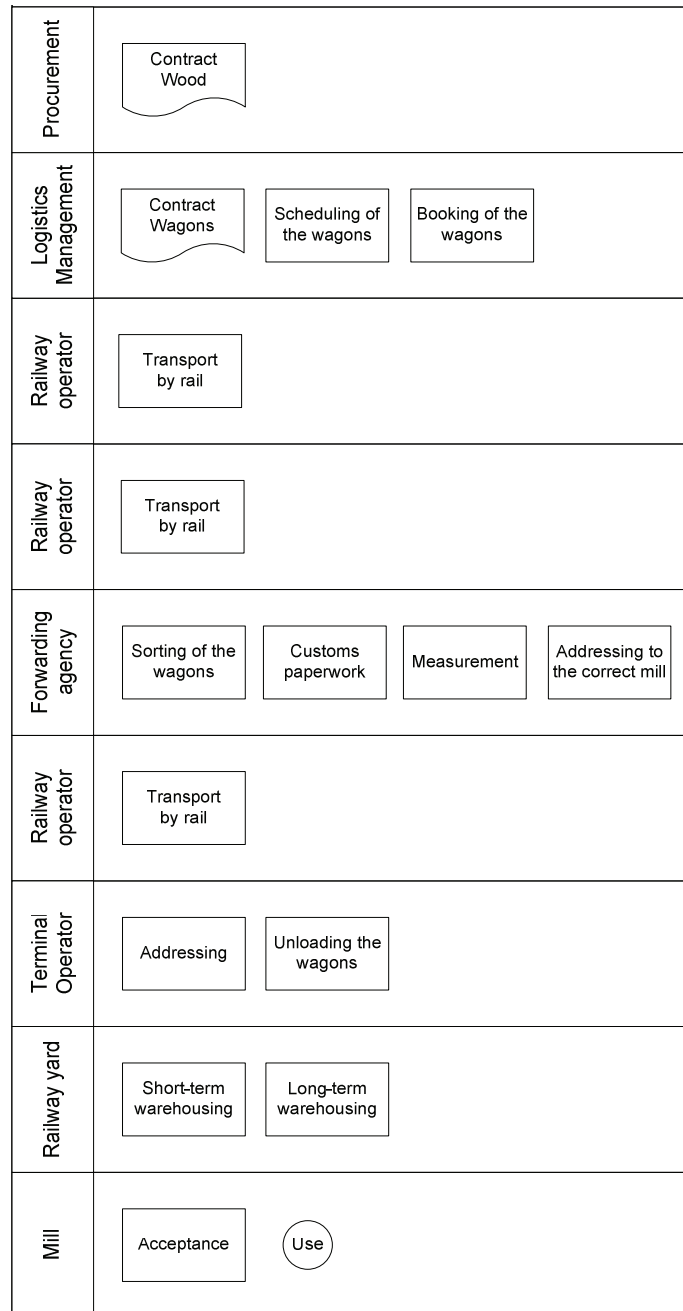 Procurement
Contract
Wood
Logistics
Management
Contract
Wagons
Scheduling of
the wagons
Booking of the
wagons
Railway
operator
Transport
by rail
Railway
operator
Transport
by rail
Forwarding
agency
Sorting of the
wagons
Customs
paperwork
Measurement
Addressing to
the correct mill
Railway
operator
Transport
by rail
Terminal
Operator
Addressing
Unloading the
wagons
Railway yard
Short-term
warehousing
Long-term
warehousing
Mill
Acceptance
Use